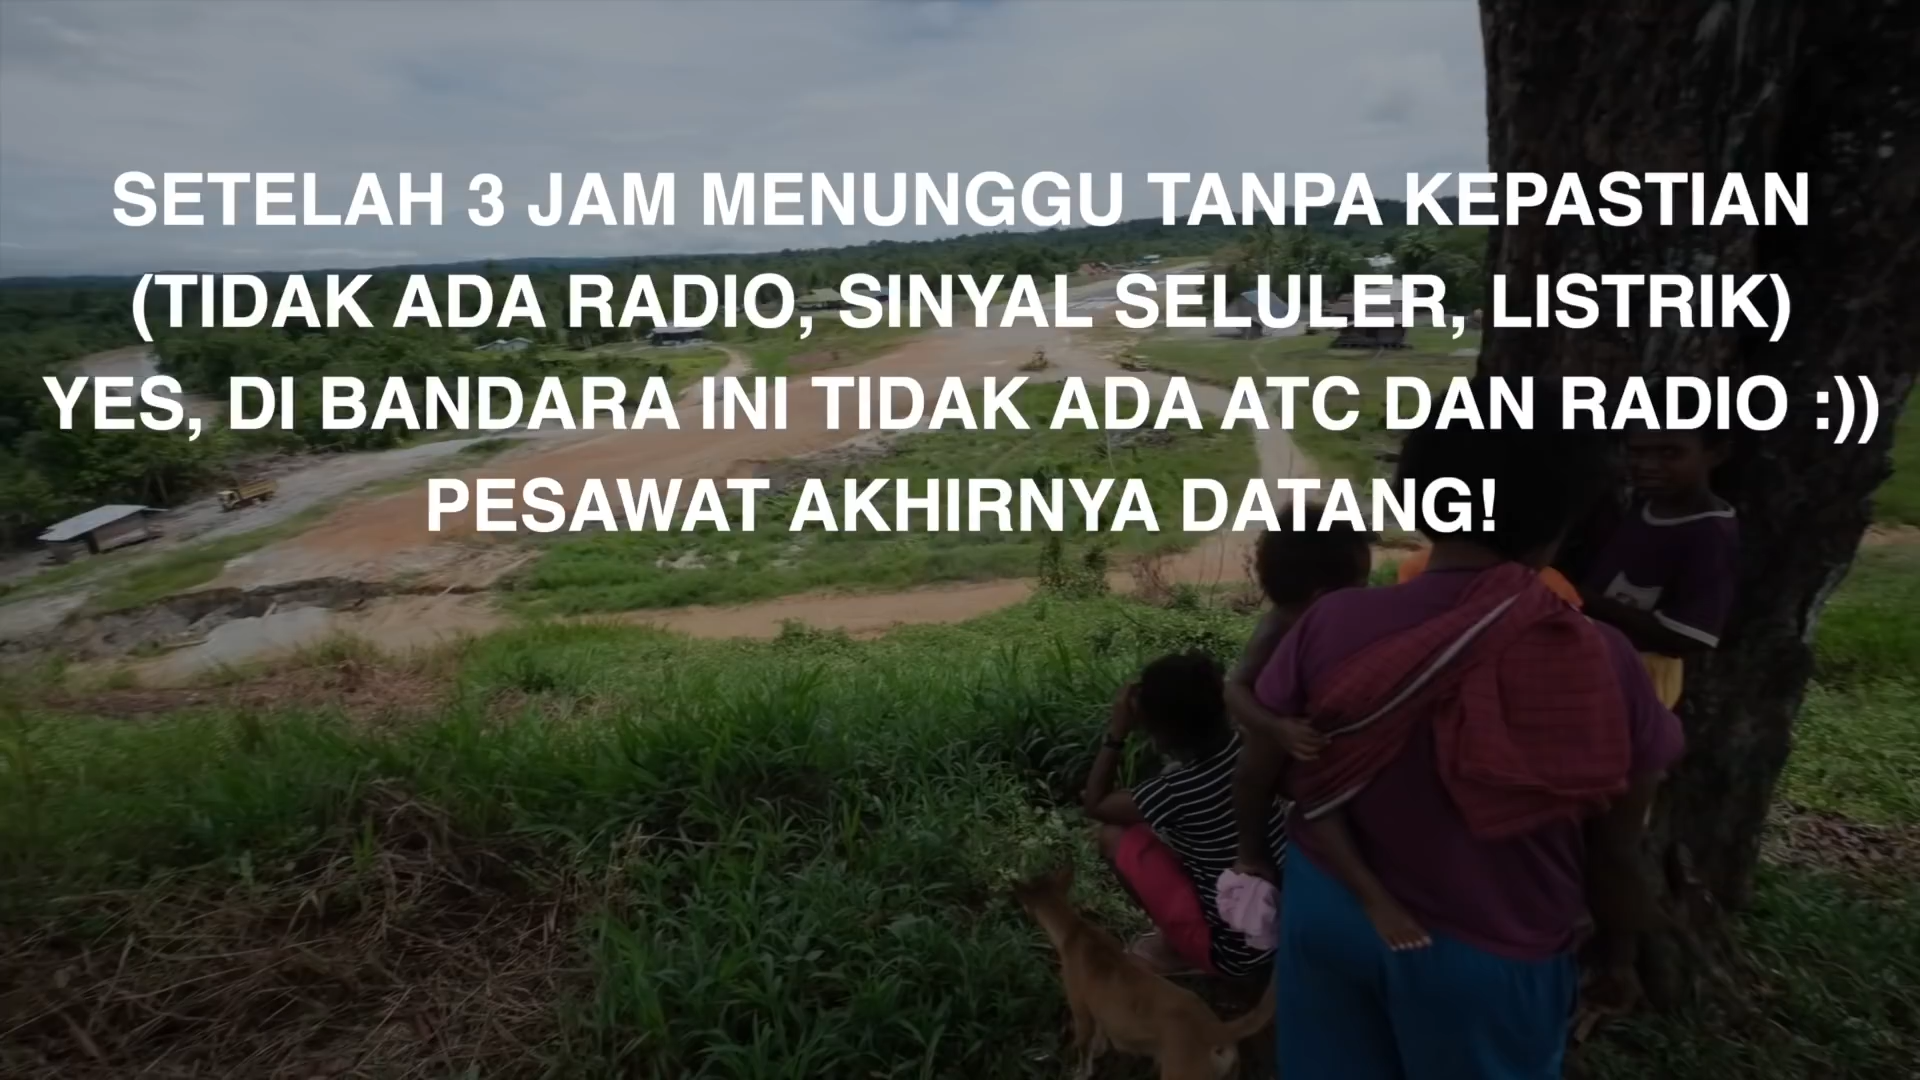 SETELAH 3 JAM MENUNGGU TANPA KEPASTIAN
(TIDAK ADA RADIO, SINYAL SELULER, LISTRIK)
YES, DI BANDARA INI TIDAK ADA ATC DAN RADIO :))
PESAWAT AKHIRNYA DATANG!